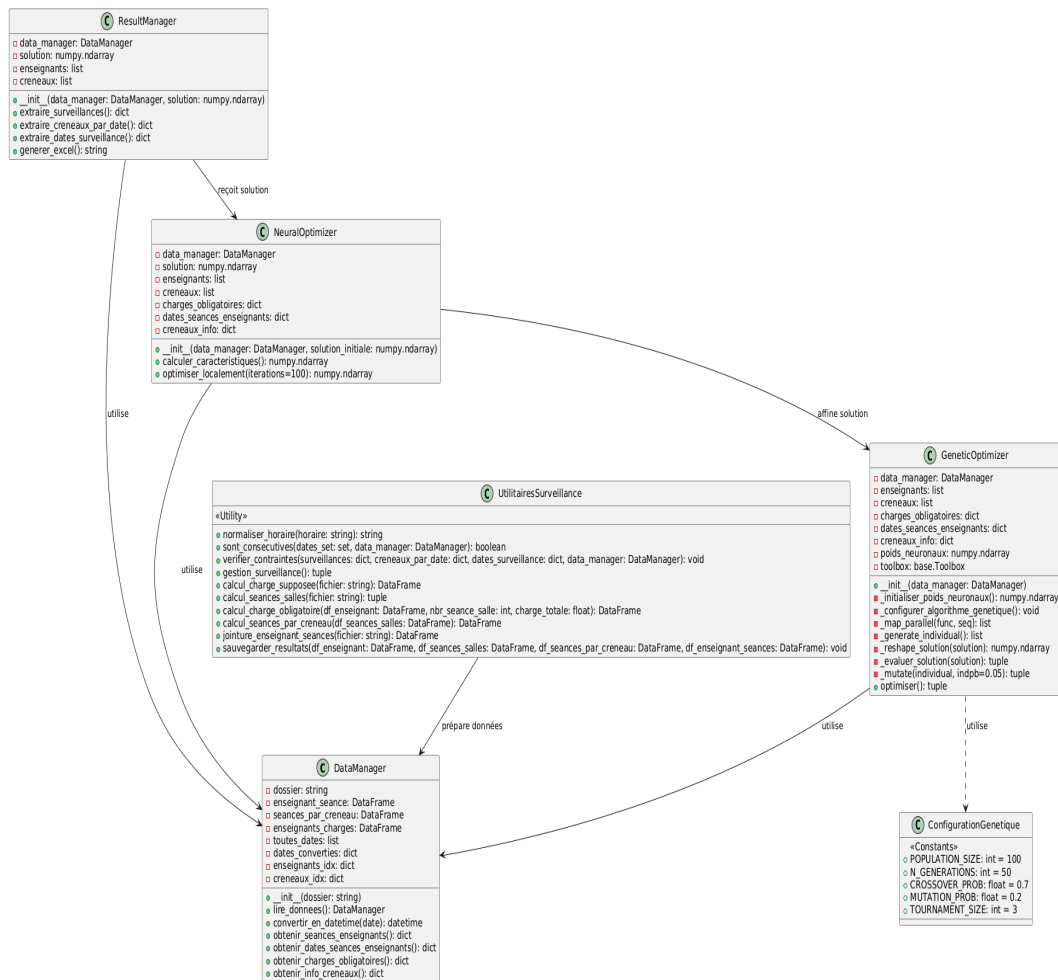 C ResultManager
data_manager: DataManager
solution: numpy.ndarray
enseignants: list
creneaux: list
__init__(data_manager: DataManager, solution: numpy.ndarray)
extraire_surveillances(): dict
extraire_creneaux_par_date(): dict
extraire_dates_surveillance(): dict
generer_excel(): string
reçoit solution
C NeuralOptimizer
data_manager: DataManager
solution: numpy.ndarray
enseignants: list
creneaux: list
charges_obligatoires: dict
dates_seances_enseignants: dict
creneaux_info: dict
__init__(data_manager: DataManager, solution_initiale: numpy.ndarray)
calculer_caracteristiques(): numpy.ndarray
optimiser_localement(iterations=100): numpy.ndarray
utilise
affine solution
C GeneticOptimizer
data_manager: DataManager
enseignants: list
creneaux: list
charges_obligatoires: dict
dates_seances_enseignants: dict
creneaux_info: dict
poids_neuronaux: numpy.ndarray
toolbox: base.Toolbox
__init__(data_manager: DataManager)
_initialiser_poids_neuronaux(): numpy.ndarray
_configurer_algorithme_genetique(): void
_map_parallel(func, seq): list
_generate_individual(): list
_reshape_solution(solution): numpy.ndarray
_evaluer_solution(solution): tuple
_mutate(individual, indpb=0.05): tuple
optimiser(): tuple
C UtilitairesSurveillance
«Utility»
normaliser_horaire(horaire: string): string
sont_consecutives(dates_set: set, data_manager: DataManager): boolean
verifier_contraintes(surveillances: dict, creneaux_par_date: dict, dates_surveillance: dict, data_manager: DataManager): void
gestion_surveillance(): tuple
calcul_charge_supposee(fichier: string): DataFrame
calcul_seances_salles(fichier: string): tuple
calcul_charge_obligatoire(df_enseignant: DataFrame, nbr_seance_salle: int, charge_totale: float): DataFrame
calcul_seances_par_creneau(df_seances_salles: DataFrame): DataFrame
jointure_enseignant_seances(fichier: string): DataFrame
sauvegarder_resultats(df_enseignant: DataFrame, df_seances_salles: DataFrame, df_seances_par_creneau: DataFrame, df_enseignant_seances: DataFrame): void
utilise
prépare données
utilise
utilise
C DataManager
dossier: string
enseignant_seance: DataFrame
seances_par_creneau: DataFrame
enseignants_charges: DataFrame
toutes_dates: list
dates_converties: dict
enseignants_idx: dict
creneaux_idx: dict
__init__(dossier: string)
lire_donnees(): DataManager
convertir_en_datetime(date): datetime
obtenir_seances_enseignants(): dict
obtenir_dates_seances_enseignants(): dict
obtenir_charges_obligatoires(): dict
obtenir_info_creneaux(): dict
C ConfigurationGenetique
«Constants»
POPULATION_SIZE: int = 100
N_GENERATIONS: int = 50
CROSSOVER_PROB: float = 0.7
MUTATION_PROB: float = 0.2
TOURNAMENT_SIZE: int = 3